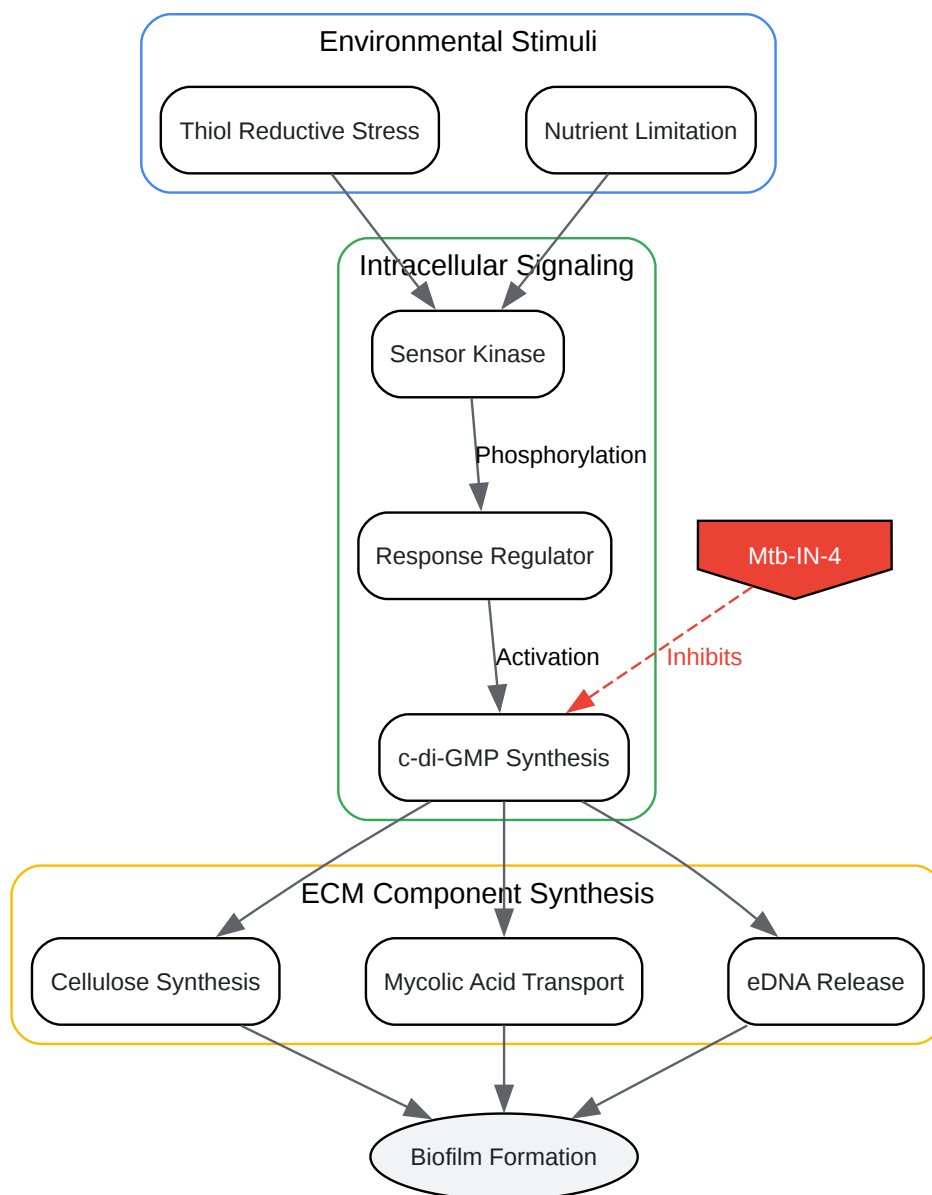 Environmental Stimuli
Thiol Reductive Stress
Nutrient Limitation
Intracellular Signaling
Sensor Kinase
Phosphorylation
Response Regulator
Mtb-IN-4
Activation
Inhibits
c-di-GMP Synthesis
ECM Component Synthesis
Cellulose Synthesis
Mycolic Acid Transport
eDNA Release
Biofilm Formation